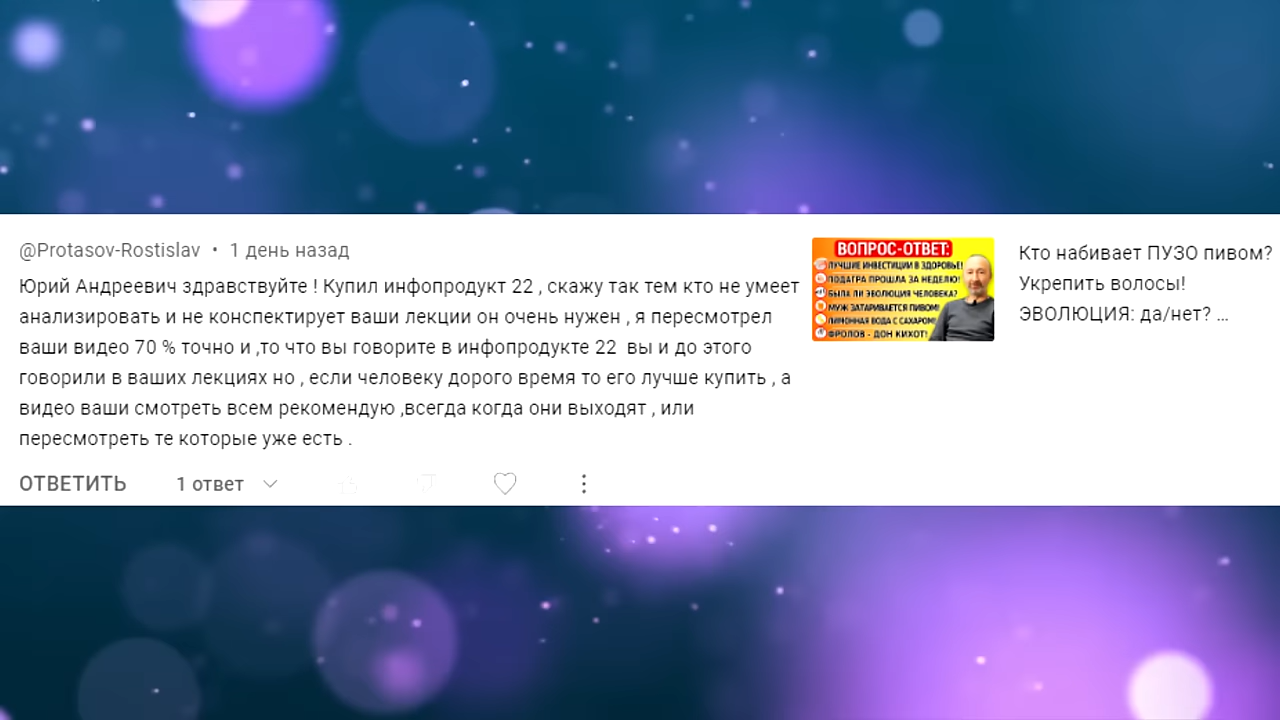 @Protasov-Rostislav • 1 день назад
Юрий Андреевич здравствуйте ! Купил инфопродукт 22 , скажу так тем кто не умеет
анализировать и не конспектирует ваши лекции он очень нужен , я пересмотрел
ваши видео 70 % точно и ,то что вы говорите в инфопродукте 22 вы и до этого
говорили в ваших лекциях но , если человеку дорого время то его лучше купить , а
видео ваши смотреть всем рекомендую ,всегда когда они выходят , или
пересмотреть те которые уже есть .
ОТВЕТИТЬ 1 ответ
ВОПРОС-ОТВЕТ:
ЛУЧШИЕ ИНВЕСТИЦИИ В ЗДОРОВЬЕ!
ПОДАГРА ПРОШЛА ЗА НЕДЕЛЮ!
БЫЛА ЛИ ЭВОЛЮЦИЯ ЧЕЛОВЕКА?
МУЖ ЗАТАРИВАЕТСЯ ПИВОМ!
ЛИМОННАЯ ВОДА С САХАРОМ!
ФРОЛОВ - ДОН КИХОТ!
Кто набивает ПУЗО пивом?
Укрепить волосы!
ЭВОЛЮЦИЯ: да/нет? ...